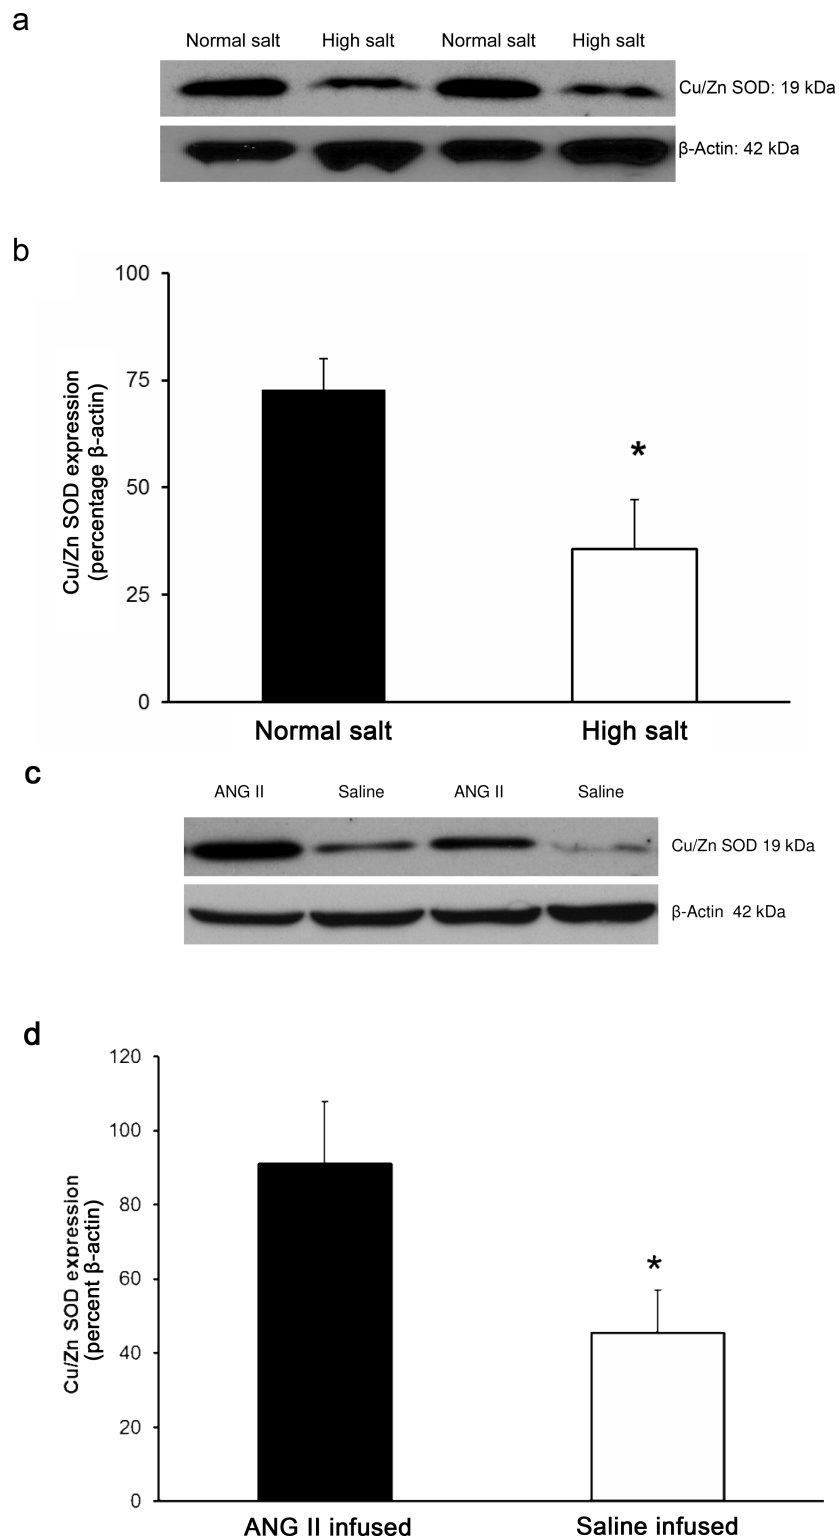 a
Normal salt High salt Normal salt High salt
Cu/Zn SOD: 19 kDa
β-Actin: 42 kDa
b
100
75
50
25
0
Cu/Zn SOD expression
(percentage β-actin)
*
Normal salt High salt
c
ANG II Saline ANG II Saline
Cu/Zn SOD 19 kDa
β-Actin 42 kDa
d
120
100
80
60
40
20
0
Cu/Zn SOD expression
(percent β-actin)
*
ANG II infused Saline infused